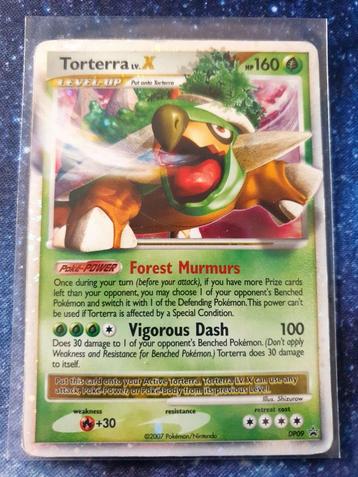 Torterra LV.X
HP 160
LEVEL-UP Put onto Torterra
Poké-POWER Forest Murmurs
Once during your turn (before your attack), if you have more Prize cards
left than your opponent, you may choose 1 of your opponent's Benched
Pokémon and switch it with 1 of the Defending Pokémon. This power can't
be used if Torterra is affected by a Special Condition.
Vigorous Dash 100
Does 30 damage to 1 of your opponent's Benched Pokémon. (Don't apply
Weakness and Resistance for Benched Pokémon.) Torterra does 30 damage
to itself.
Put this card onto your Active Torterra. Torterra LV.X can use any
attack, Poké-Power, or Poké-Body from its previous Level.
Illus. Shizurow
weakness resistance retreat cost
+30
©2007 Pokémon/Nintendo DP09